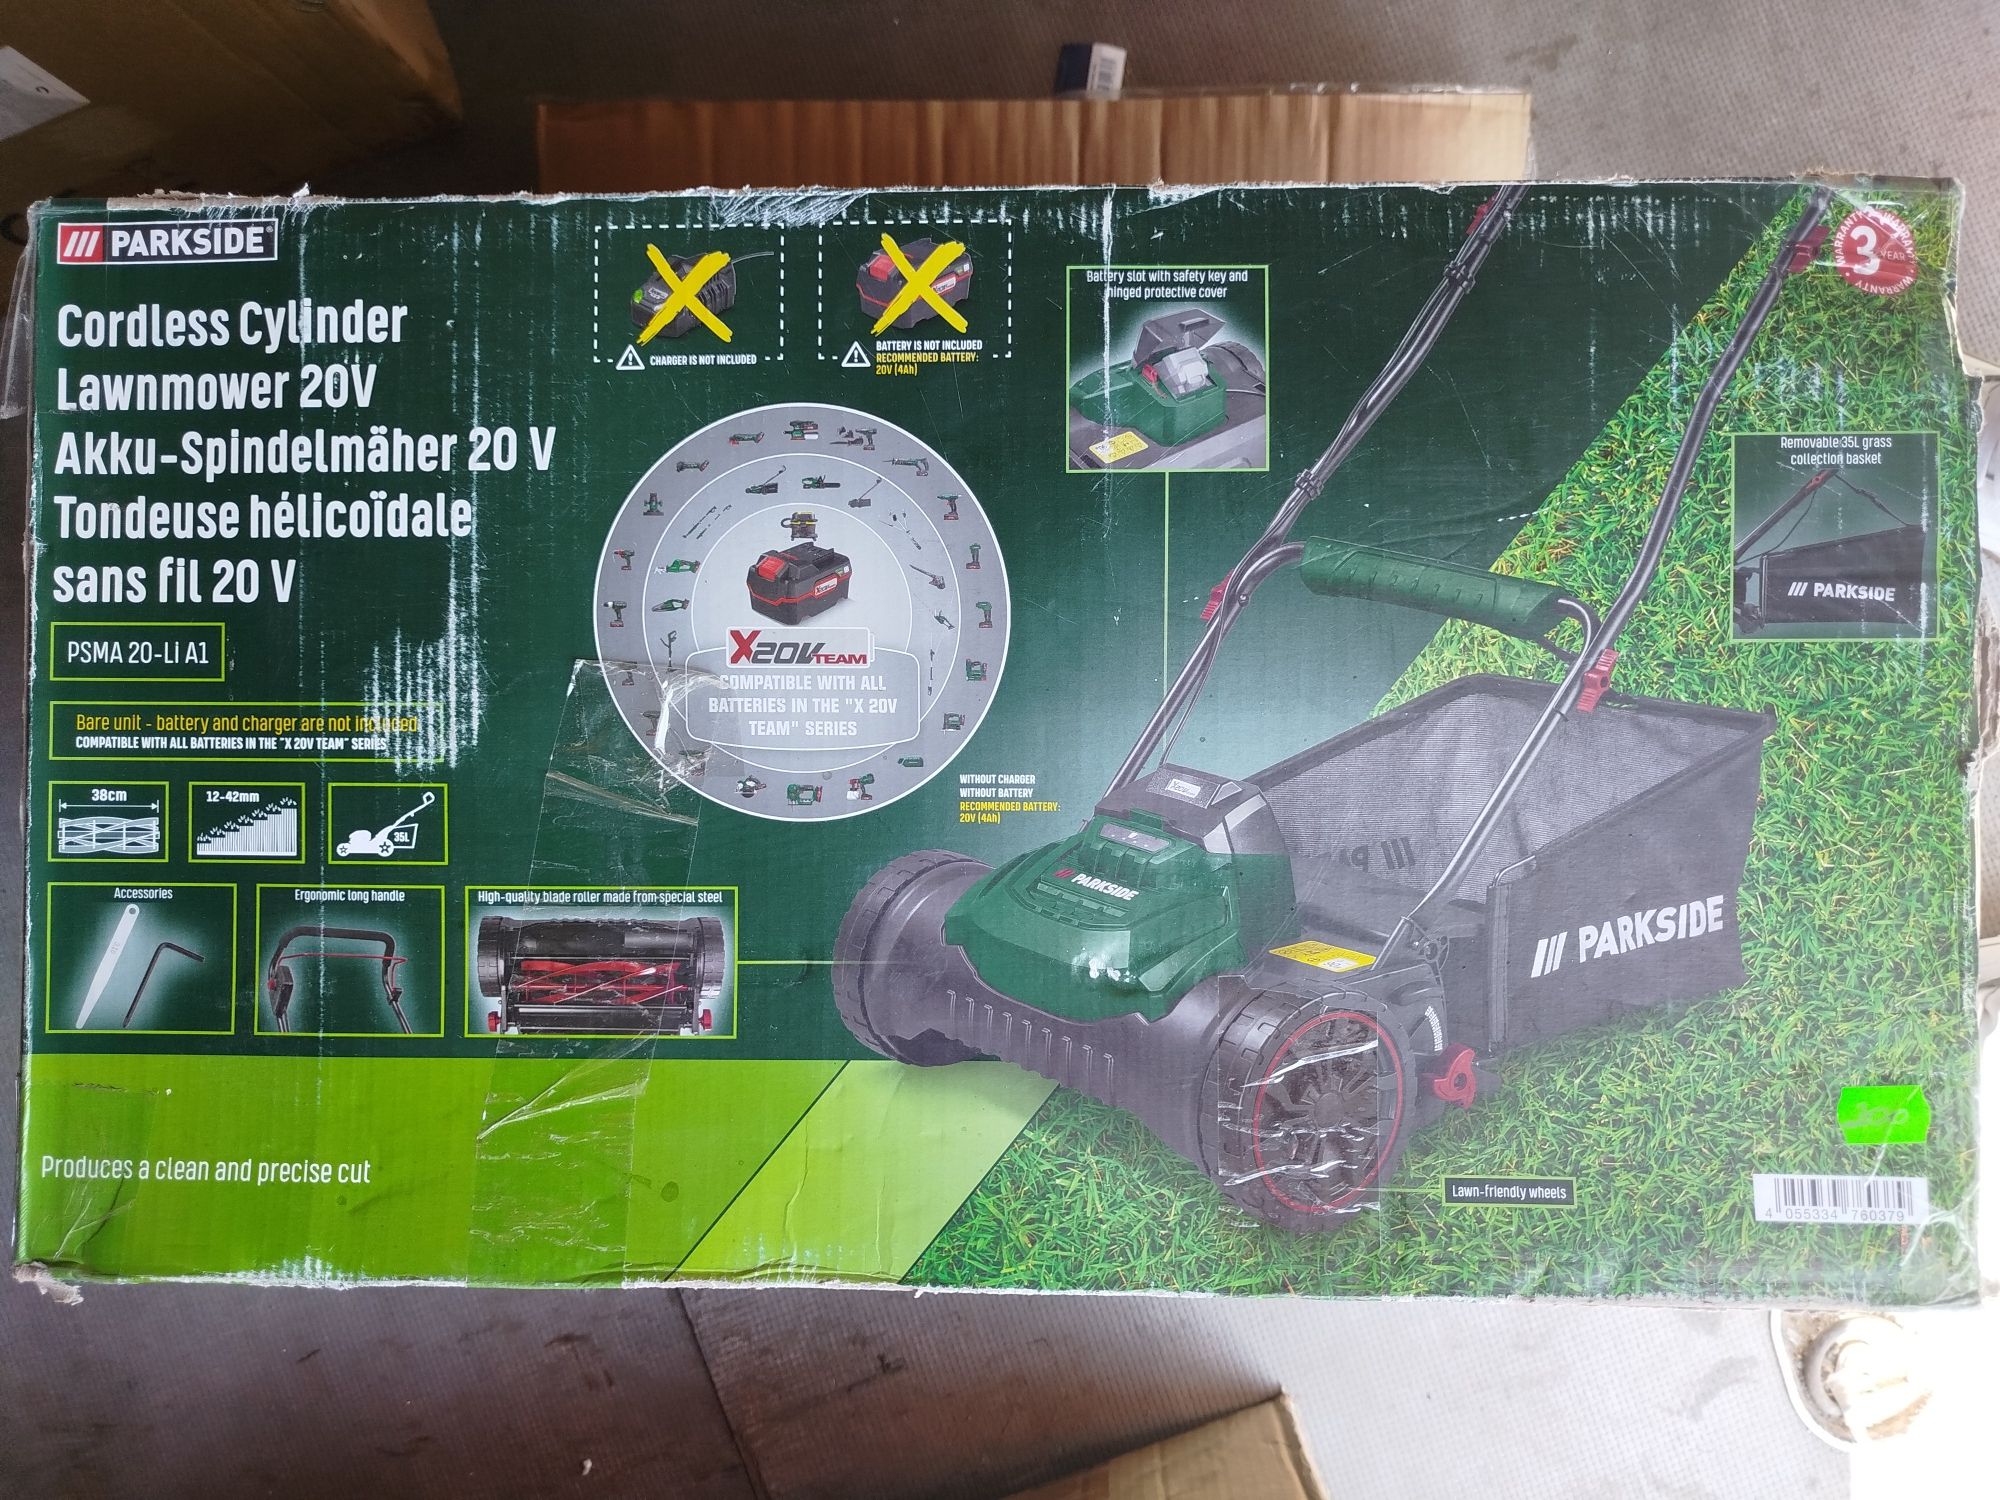 PARKSIDE
Cordless Cylinder
Lawnmower 20V
Akku-Spindelmäher 20 V
Tondeuse hélicoïdale
sans fil 20 V
PSMA 20-Li A1
Bare unit - battery and charger are not included
COMPATIBLE WITH ALL BATTERIES IN THE "X 20V TEAM" SERIES
38cm
12-42mm
35L
Accessories
Ergonomic long handle
High-quality blade roller made from special steel
Produces a clean and precise cut
CHARGER IS NOT INCLUDED
BATTERY IS NOT INCLUDED
RECOMMENDED BATTERY:
20V (4Ah)
X20VTEAM
COMPATIBLE WITH ALL
BATTERIES IN THE "X 20V
TEAM" SERIES
WITHOUT CHARGER
WITHOUT BATTERY
RECOMMENDED BATTERY:
20V (4Ah)
Battery slot with safety key and
hinged protective cover
WARRANTY
3 YEAR
WARRANTY
Removable 35L grass
collection basket
PARKSIDE
PARKSIDE
PARKSIDE
Lawn-friendly wheels
200
4 055334 760379